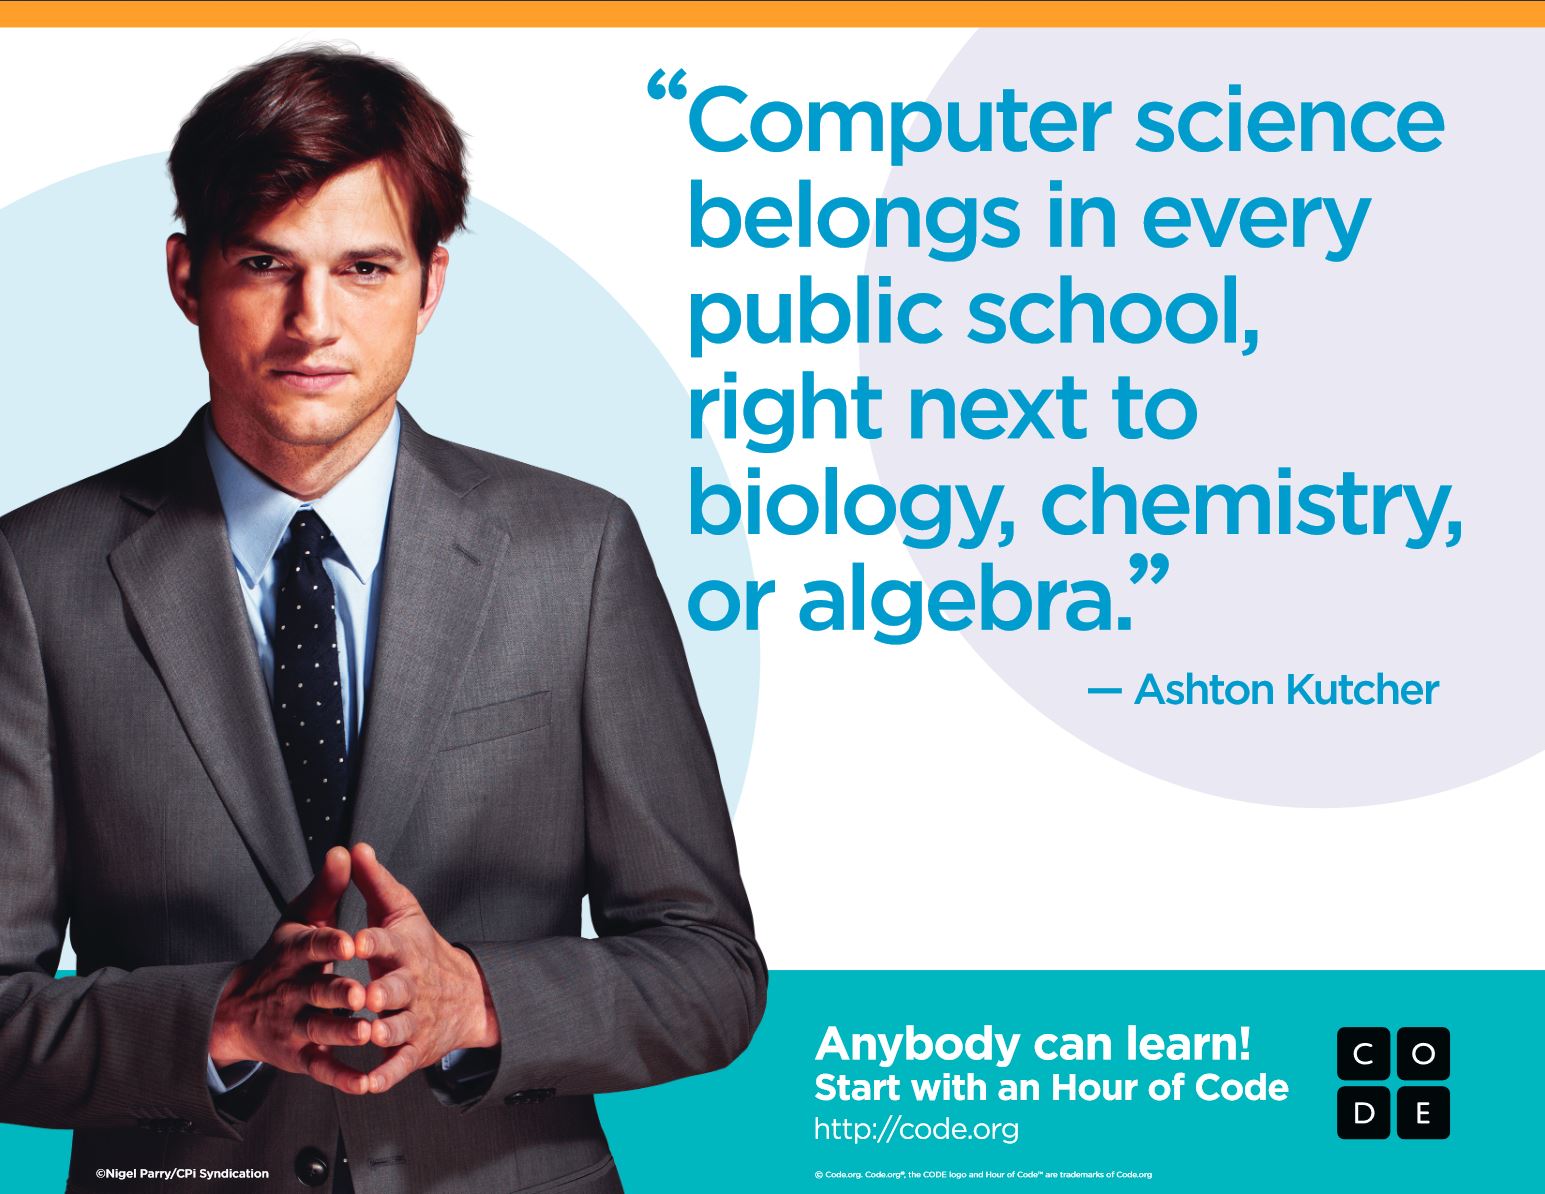 “Computer science
belongs in every
public school,
right next to
biology, chemistry,
or algebra.”
— Ashton Kutcher
Anybody can learn!
Start with an Hour of Code
http://code.org
C O
D E
©Nigel Parry/CPi Syndication
© Code.org. Code.org®, the CODE logo and Hour of Code™ are trademarks of Code.org